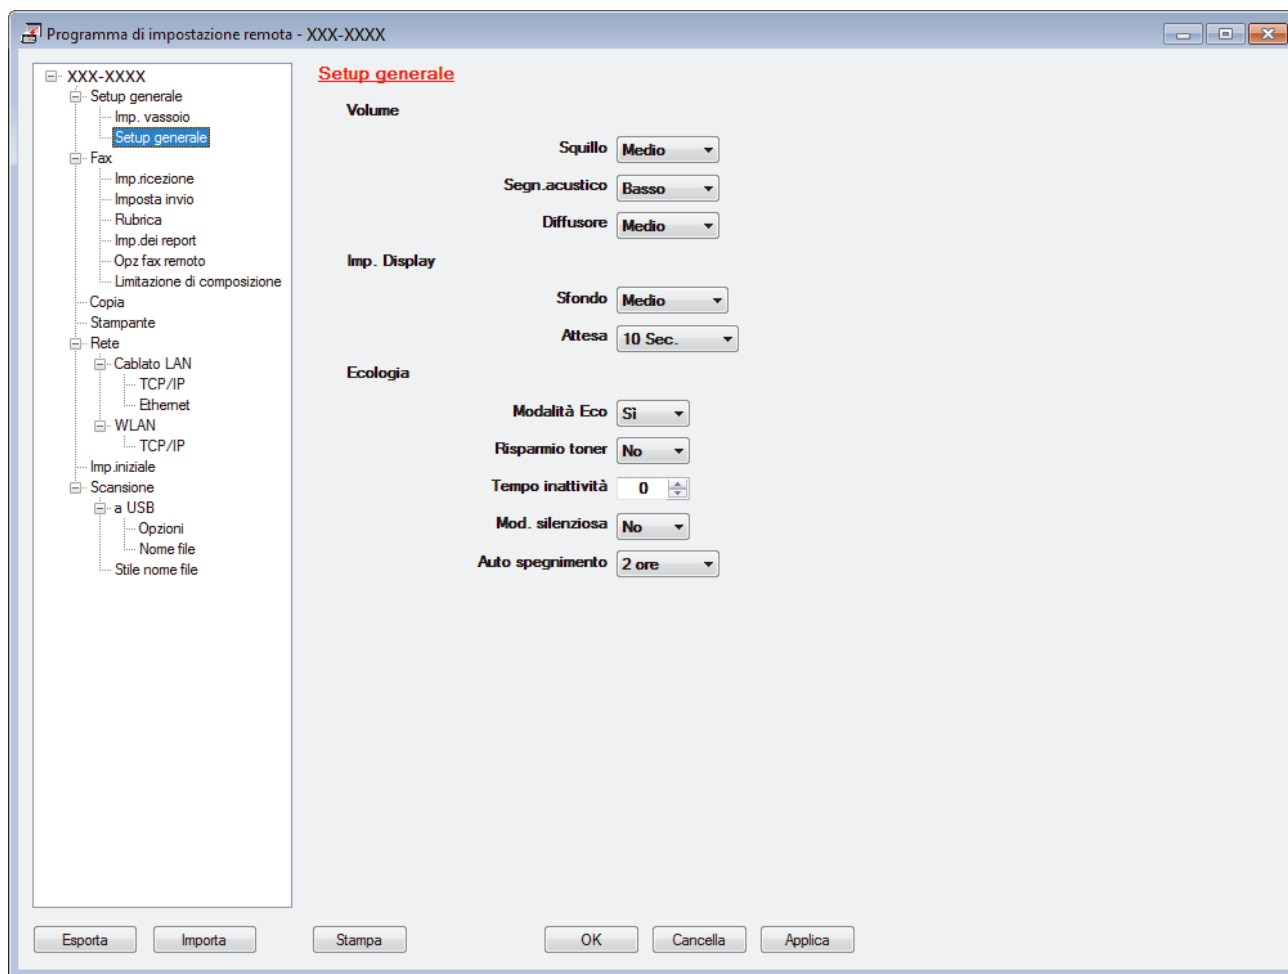 Programma di impostazione remota - XXX-XXXX
XXX-XXXX
Setup generale
Imp. vassoio
Setup generale
Fax
Imp.ricezione
Imposta invio
Rubrica
Imp.dei report
Opz fax remoto
Limitazione di composizione
Copia
Stampante
Rete
Cablato LAN
TCP/IP
Ethernet
WLAN
TCP/IP
Imp.iniziale
Scansione
a USB
Opzioni
Nome file
Stile nome file
Setup generale
Volume
Squillo Medio
Segn.acustico Basso
Diffusore Medio
Imp. Display
Sfondo Medio
Attesa 10 Sec.
Ecologia
Modalità Eco Sì
Risparmio toner No
Tempo inattività 0
Mod. silenziosa No
Auto spegnimento 2 ore
Esporta Importa Stampa OK Cancella Applica